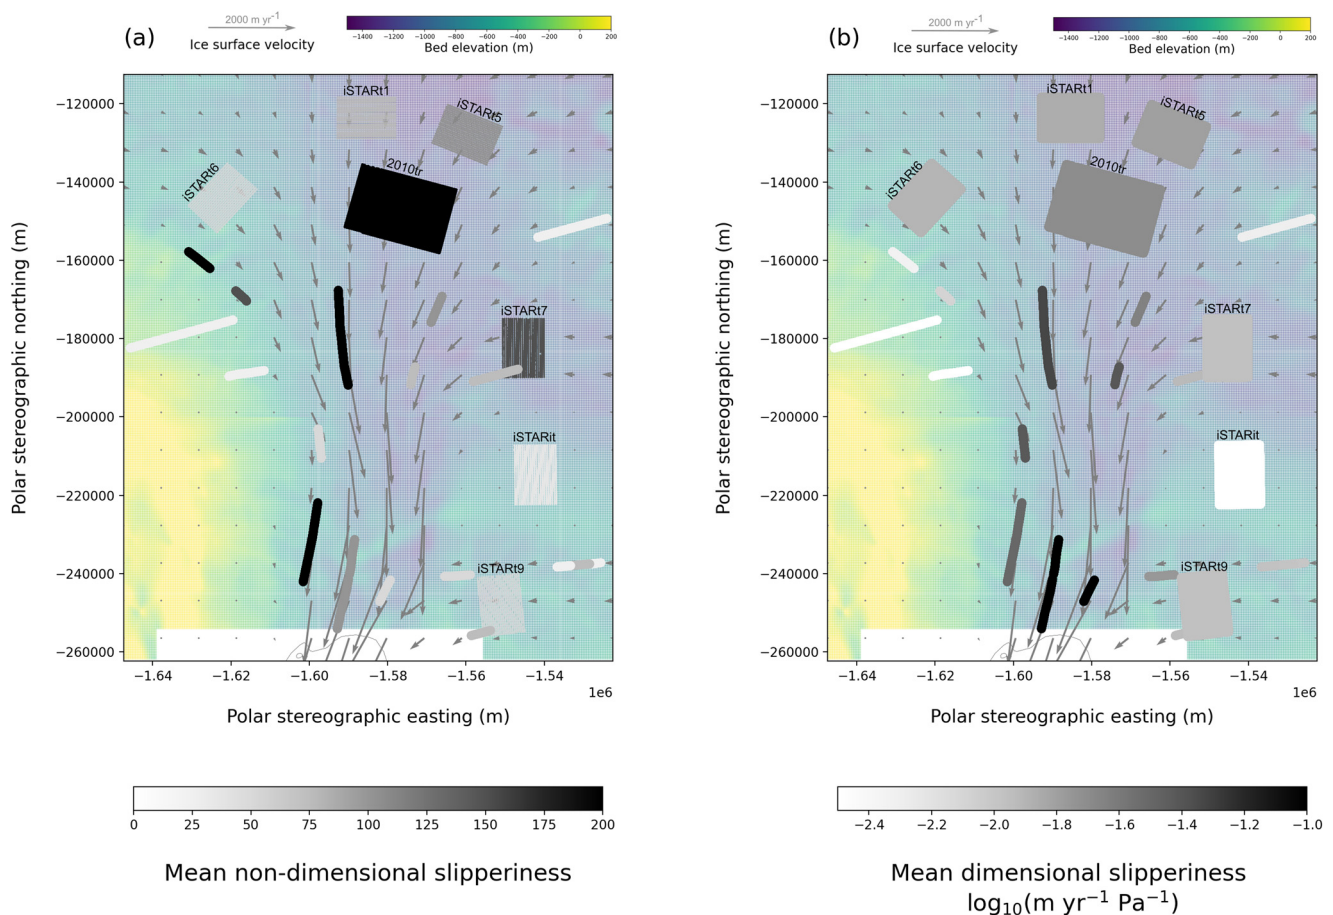 (a)
2000 m yr⁻¹
Ice surface velocity
−1400 −1200 −1000 −800 −600 −400 −200 0 200
Bed elevation (m)
iSTARt1
iSTARt5
2010tr
iSTARt6
iSTARt7
iSTARit
iSTARt9
−120000
−140000
−160000
−180000
−200000
−220000
−240000
−260000
Polar stereographic northing (m)
−1.64 −1.62 −1.60 −1.58 −1.56 −1.54
1e6
Polar stereographic easting (m)
0 25 50 75 100 125 150 175 200
Mean non-dimensional slipperiness
(b)
2000 m yr⁻¹
Ice surface velocity
−1400 −1200 −1000 −800 −600 −400 −200 0 200
Bed elevation (m)
iSTARt1
iSTARt5
2010tr
iSTARt6
iSTARt7
iSTARit
iSTARt9
−120000
−140000
−160000
−180000
−200000
−220000
−240000
−260000
Polar stereographic northing (m)
−1.64 −1.62 −1.60 −1.58 −1.56 −1.54
1e6
Polar stereographic easting (m)
−2.4 −2.2 −2.0 −1.8 −1.6 −1.4 −1.2 −1.0
Mean dimensional slipperiness
log₁₀(m yr⁻¹ Pa⁻¹)